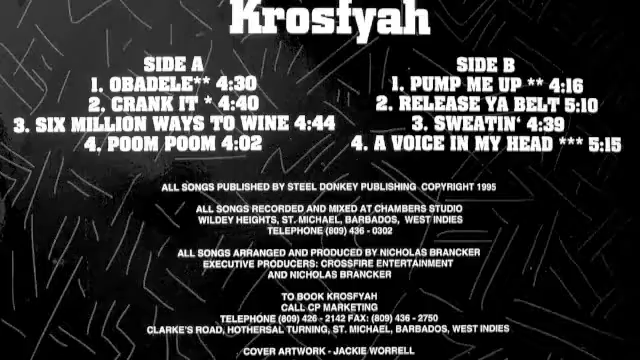 Krosfyah
SIDE A
1. OBADELE** 4:30
2. CRANK IT * 4:40
3. SIX MILLION WAYS TO WINE 4:44
4. POOM POOM 4:02
SIDE B
1. PUMP ME UP ** 4:16
2. RELEASE YA BELT 5:10
3. SWEATIN' 4:39
4. A VOICE IN MY HEAD *** 5:15
ALL SONGS PUBLISHED BY STEEL DONKEY PUBLISHING COPYRIGHT 1995
ALL SONGS RECORDED AND MIXED AT CHAMBERS STUDIO
WILDEY HEIGHTS, ST. MICHAEL, BARBADOS, WEST INDIES
TELEPHONE (809) 436 - 0302
ALL SONGS ARRANGED AND PRODUCED BY NICHOLAS BRANCKER
EXECUTIVE PRODUCERS: CROSSFIRE ENTERTAINMENT
AND NICHOLAS BRANCKER
TO BOOK KROSFYAH
CALL CP MARKETING
TELEPHONE (809) 426 - 2142 FAX: (809) 436 - 2750
CLARKE'S ROAD, HOTHERSAL TURNING, ST. MICHAEL, BARBADOS, WEST INDIES
COVER ARTWORK - JACKIE WORRELL